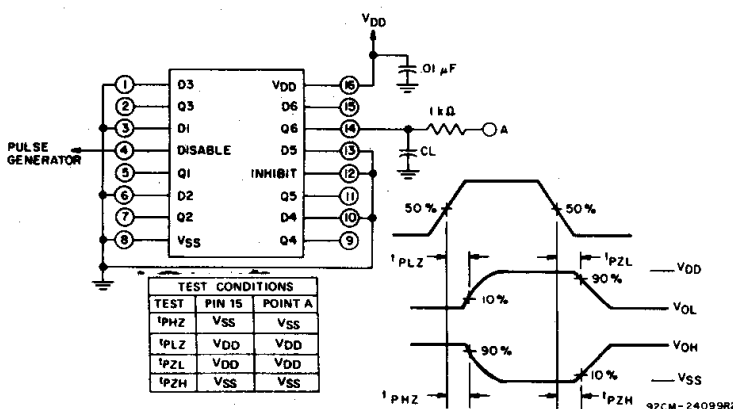 VDD
.01 µF
1 D3 VDD 16
2 Q3 D6 15
3 D1 Q6 14
1 kΩ
A
PULSE GENERATOR
4 DISABLE D5 13
CL
5 Q1 INHIBIT 12
6 D2 Q5 11
7 Q2 D4 10
8 VSS Q4 9
50% 50%
tPLZ tPZL
90% VDD
10% VOL
90% VOH
10% VSS
tPHZ tPZH
TEST CONDITIONS
TEST PIN 15 POINT A
tPHZ VSS VSS
tPLZ VDD VDD
tPZL VDD VDD
tPZH VSS VSS
92CM-24099R2